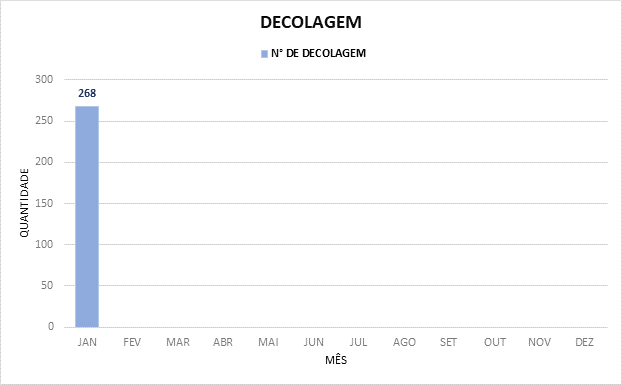 DECOLAGEM
N° DE DECOLAGEM
300
268
250
200
150
100
50
0
QUANTIDADE
JAN FEV MAR ABR MAI JUN JUL AGO SET OUT NOV DEZ
MÊS